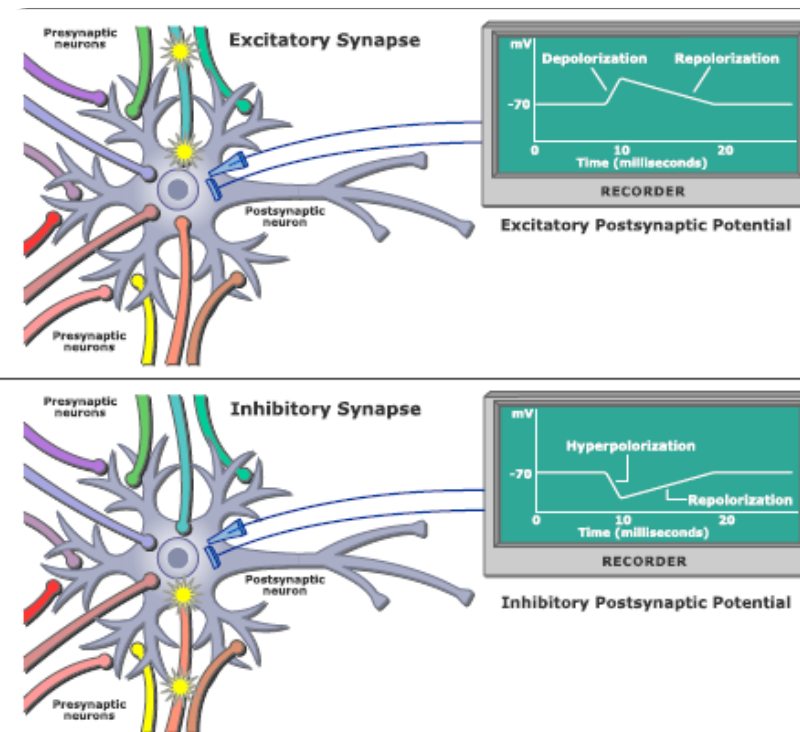 Presynaptic
neurons
Excitatory Synapse
mV
Depolorization
Repolorization
-70
0
10
20
Time (milliseconds)
RECORDER
Postsynaptic
neuron
Excitatory Postsynaptic Potential
Presynaptic
neurons
Presynaptic
neurons
Inhibitory Synapse
mV
Hyperpolorization
-70
Repolorization
0
10
20
Time (milliseconds)
RECORDER
Postsynaptic
neuron
Inhibitory Postsynaptic Potential
Presynaptic
neurons